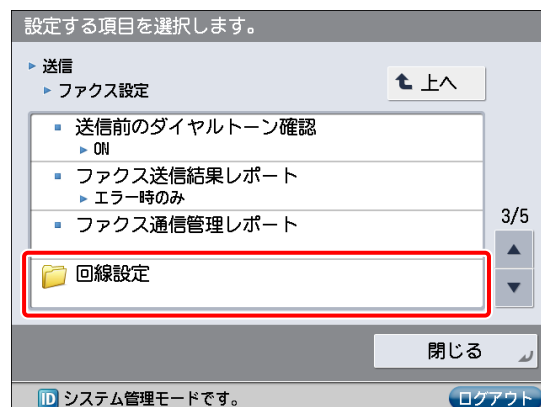 設定する項目を選択します。
送信
ファクス設定
上へ
送信前のダイヤルトーン確認
ON
ファクス送信結果レポート
エラー時のみ
ファクス通信管理レポート
3/5
回線設定
閉じる
ID システム管理モードです。
ログアウト